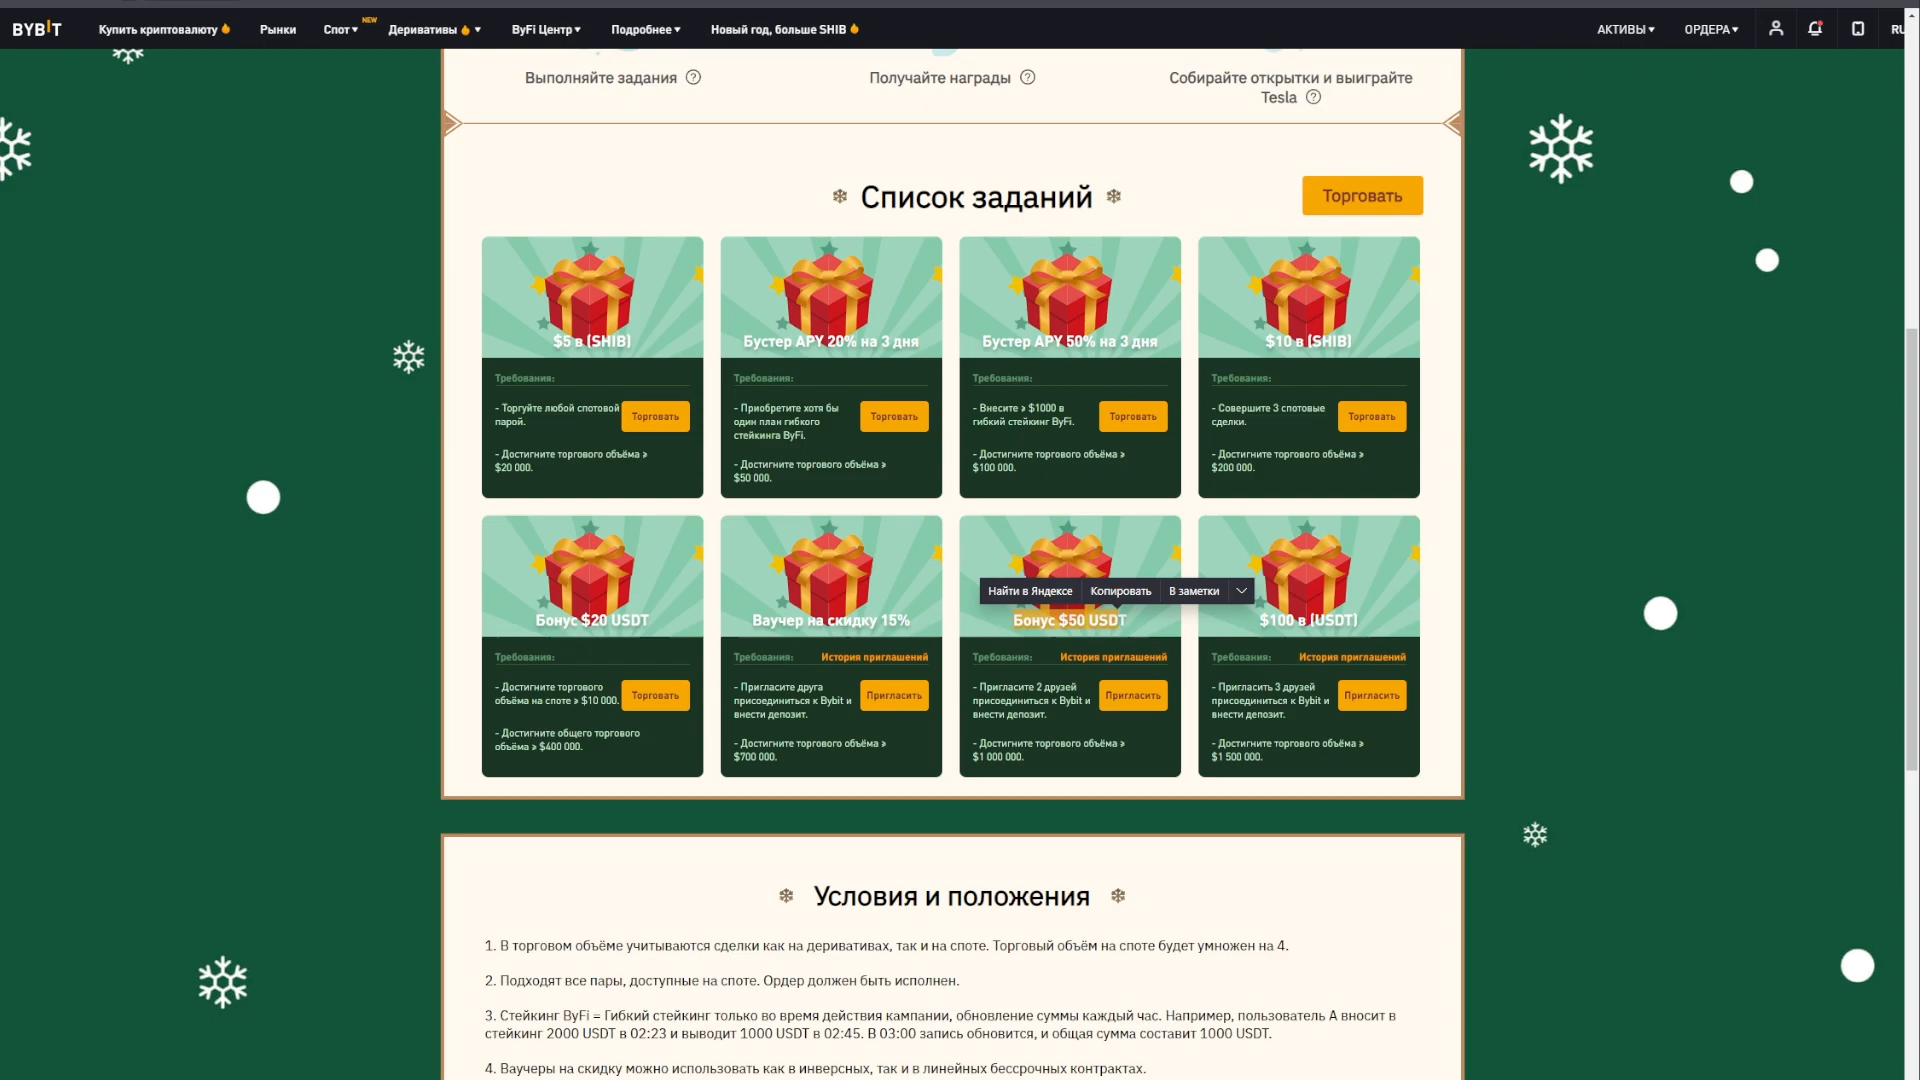 BYBIT Купить криптовалюту Рынки Спот NEW Деривативы ByFi Центр Подробнее Новый год, больше SHIB АКТИВЫ ОРДЕРА RU
Выполняйте задания Получайте награды Собирайте открытки и выиграйте
Tesla
Список заданий
Торговать
$5 в (SHIB)
Требования:
- Торгуйте любой спотовой
парой.
Торговать
- Достигните торгового объёма ≥
$20 000.
Бустер APY 20% на 3 дня
Требования:
- Приобретите хотя бы
один план гибкого
стейкинга ByFi.
Торговать
- Достигните торгового объёма ≥
$50 000.
Бустер APY 50% на 3 дня
Требования:
- Внесите ≥ $1000 в
гибкий стейкинг ByFi.
Торговать
- Достигните торгового объёма ≥
$100 000.
$10 в (SHIB)
Требования:
- Совершите 3 спотовые
сделки.
Торговать
- Достигните торгового объёма ≥
$200 000.
Бонус $20 USDT
Требования:
- Достигните торгового
объёма на споте ≥ $10 000.
Торговать
- Достигните общего торгового
объёма ≥ $400 000.
Ваучер на скидку 15%
Требования: История приглашений
- Пригласите друга
присоединиться к Bybit и
внести депозит.
Пригласить
- Достигните торгового объёма ≥
$700 000.
Найти в Яндексе Копировать В заметки
Бонус $50 USDT
Требования: История приглашений
- Пригласите 2 друзей
присоединиться к Bybit и
внести депозит.
Пригласить
- Достигните торгового объёма ≥
$1 000 000.
$100 в (USDT)
Требования: История приглашений
- Пригласить 3 друзей
присоединиться к Bybit и
внести депозит.
Пригласить
- Достигните торгового объёма ≥
$1 500 000.
Условия и положения
1. В торговом объёме учитываются сделки как на деривативах, так и на споте. Торговый объём на споте будет умножен на 4.
2. Подходят все пары, доступные на споте. Ордер должен быть исполнен.
3. Стейкинг ByFi = Гибкий стейкинг только во время действия кампании, обновление суммы каждый час. Например, пользователь А вносит в
стейкинг 2000 USDT в 02:23 и выводит 1000 USDT в 02:45. В 03:00 запись обновится, и общая сумма составит 1000 USDT.
4. Ваучеры на скидку можно использовать как в инверсных, так и в линейных бессрочных контрактах.